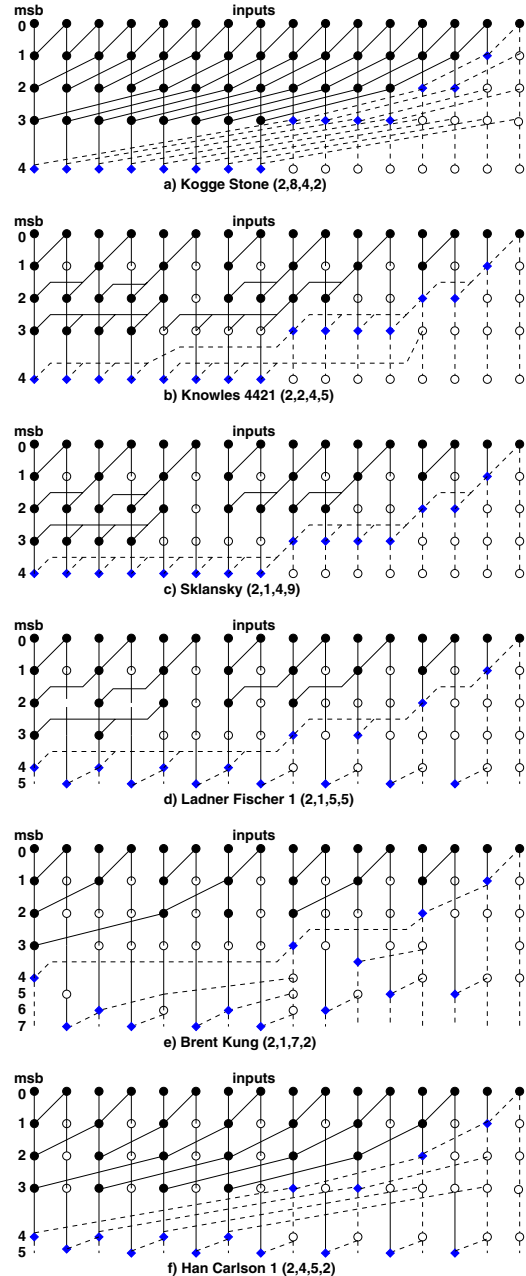 msb inputs
0
1
2
3
4
a) Kogge Stone (2,8,4,2)
msb inputs
0
1
2
3
4
b) Knowles 4421 (2,2,4,5)
msb inputs
0
1
2
3
4
c) Sklansky (2,1,4,9)
msb inputs
0
1
2
3
4
5
d) Ladner Fischer 1 (2,1,5,5)
msb inputs
0
1
2
3
4
5
6
7
e) Brent Kung (2,1,7,2)
msb inputs
0
1
2
3
4
5
f) Han Carlson 1 (2,4,5,2)